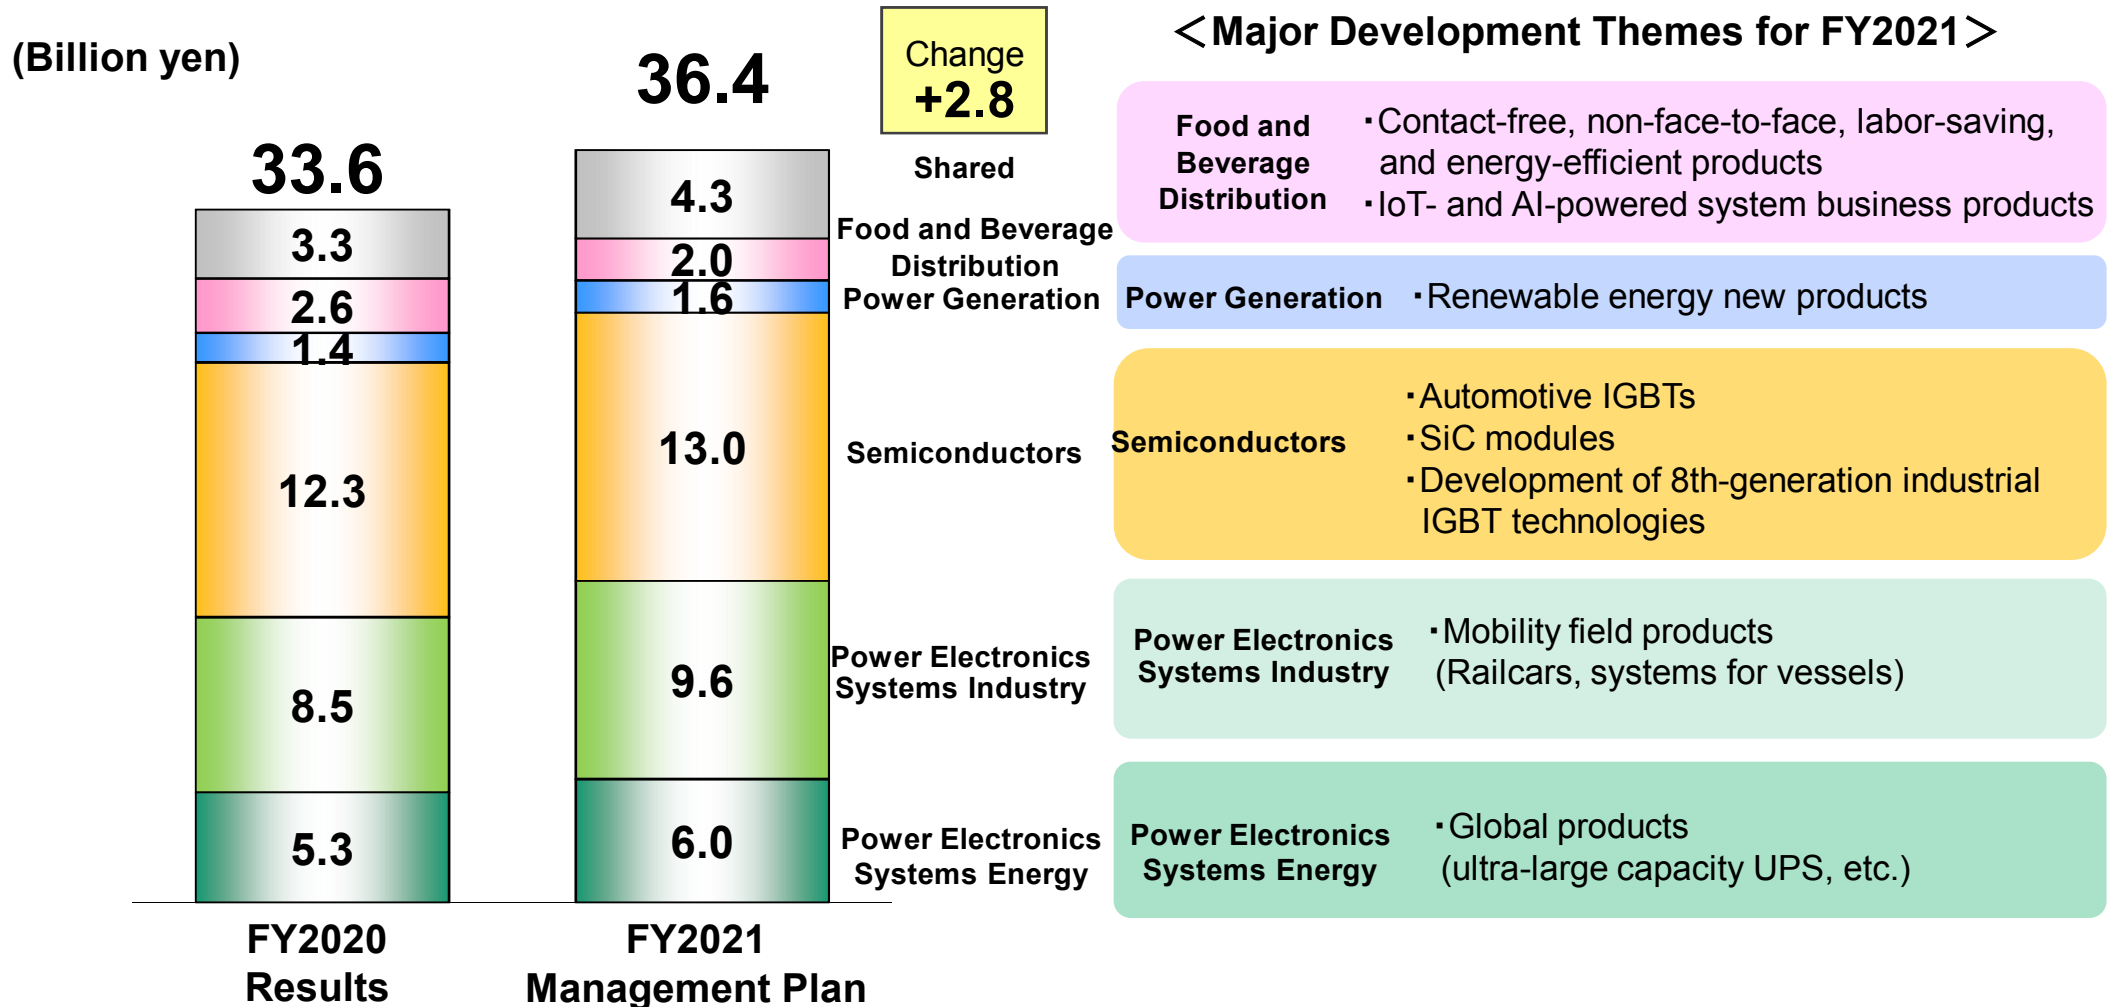 (Billion yen)
33.6
3.3
2.6
1.4
12.3
8.5
5.3
FY2020
Results
36.4
4.3
2.0
1.6
13.0
9.6
6.0
FY2021
Management Plan
Change
+2.8
Shared
Food and Beverage
Distribution
Power Generation
Semiconductors
Power Electronics
Systems Industry
Power Electronics
Systems Energy
＜Major Development Themes for FY2021＞
Food and
Beverage
Distribution
・Contact-free, non-face-to-face, labor-saving,
and energy-efficient products
・IoT- and AI-powered system business products
Power Generation
・Renewable energy new products
Semiconductors
・Automotive IGBTs
・SiC modules
・Development of 8th-generation industrial
IGBT technologies
Power Electronics
Systems Industry
・Mobility field products
(Railcars, systems for vessels)
Power Electronics
Systems Energy
・Global products
(ultra-large capacity UPS, etc.)